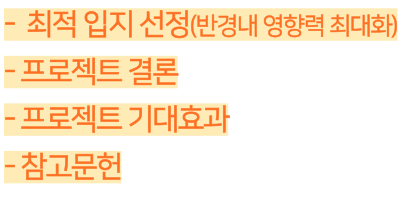 - 최적 입지 선정(반경내 영향력 최대화)
- 프로젝트 결론
- 프로젝트 기대효과
- 참고문헌